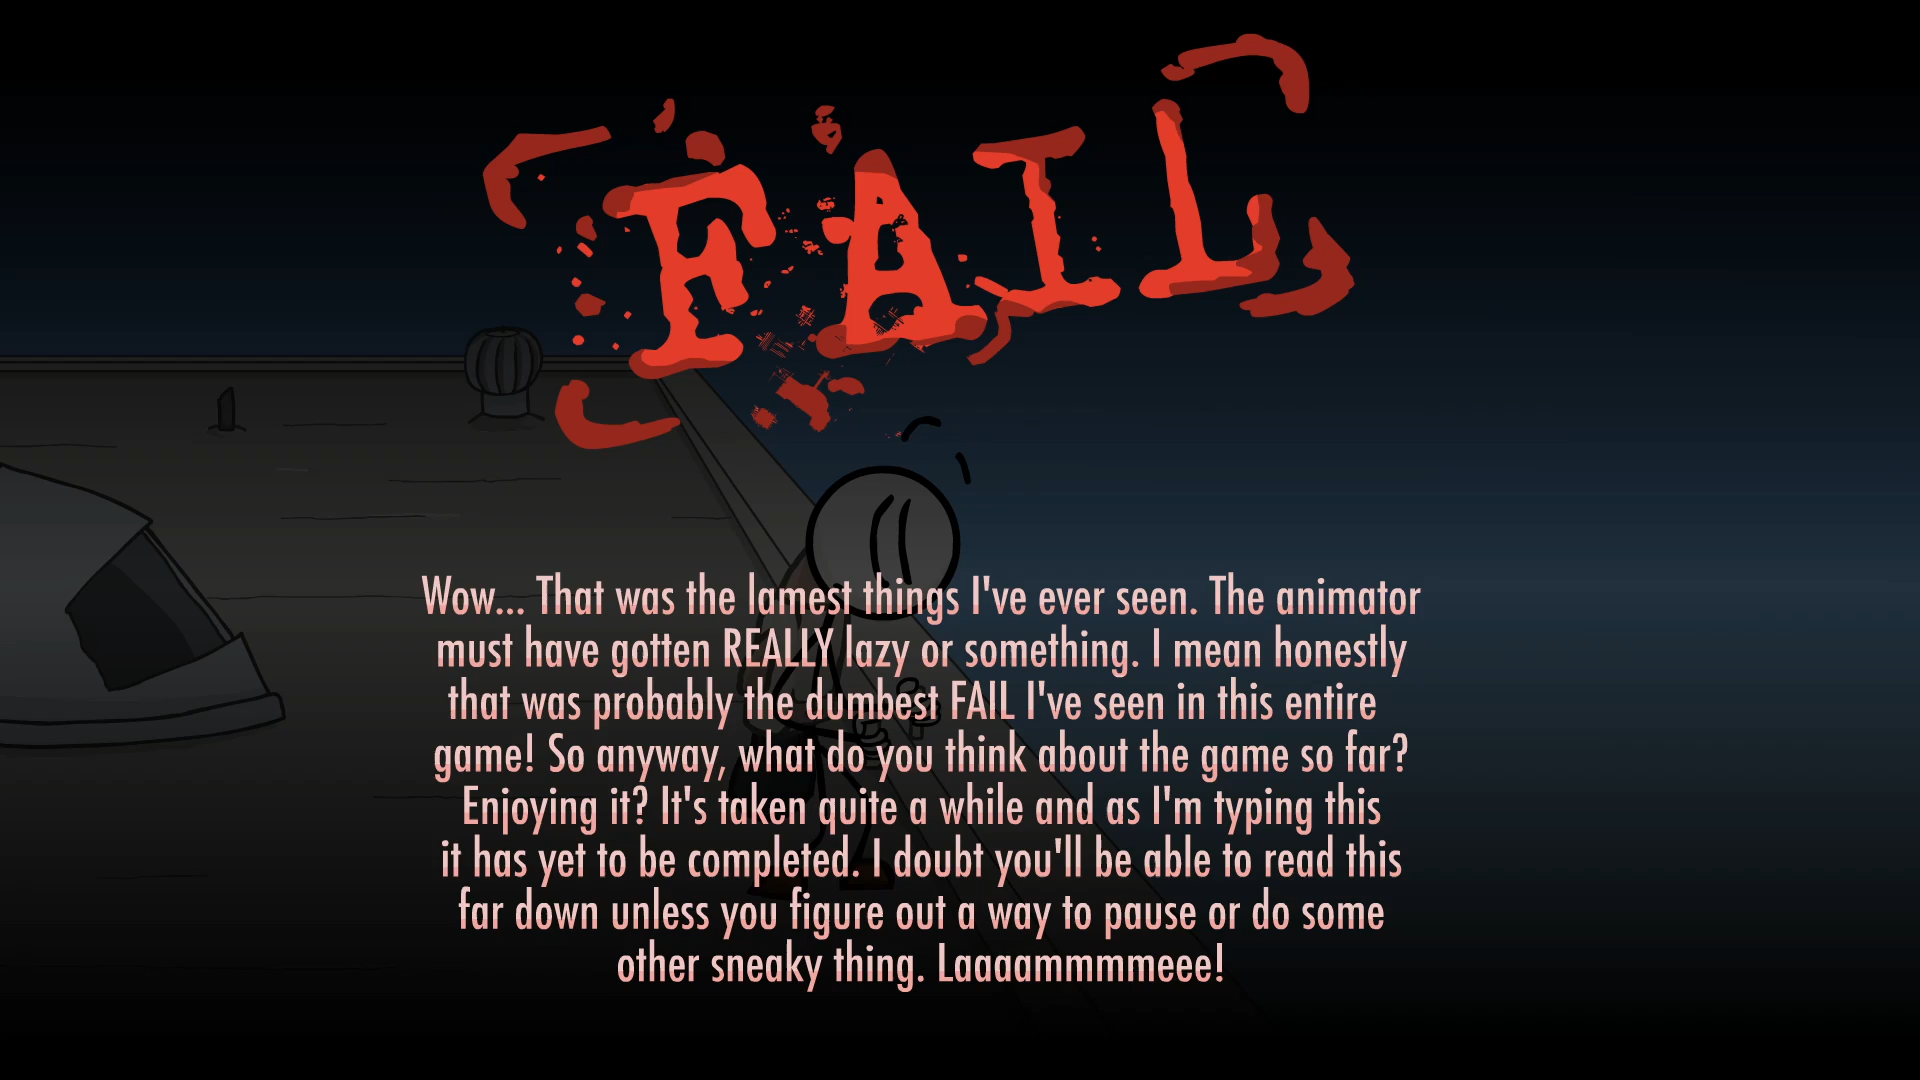 FAIL
Wow... That was the lamest things I've ever seen. The animator
must have gotten REALLY lazy or something. I mean honestly
that was probably the dumbest FAIL I've seen in this entire
game! So anyway, what do you think about the game so far?
Enjoying it? It's taken quite a while and as I'm typing this
it has yet to be completed. I doubt you'll be able to read this
far down unless you figure out a way to pause or do some
other sneaky thing. Laaaammmmeee!